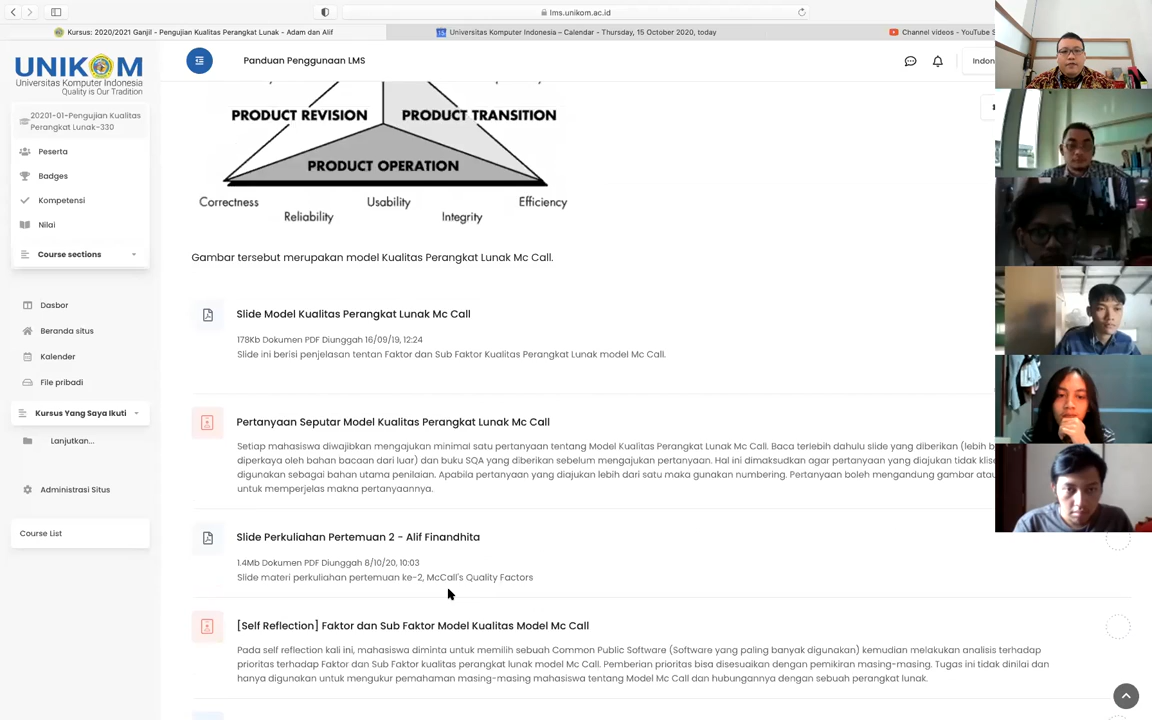 lms.unikom.ac.id
Kursus: 2020/2021 Ganjil - Pengujian Kualitas Perangkat Lunak - Adam dan Alif
15
Universitas Komputer Indonesia – Calendar - Thursday, 15 October 2020, today
Channel videos - YouTube S
UNIKOM
Universitas Komputer Indonesia
Quality is Our Tradition
Panduan Penggunaan LMS
Indon
20201-01-Pengujian Kualitas
Perangkat Lunak-330
Peserta
Badges
Kompetensi
Nilai
Course sections
Dasbor
Beranda situs
Kalender
File pribadi
Kursus Yang Saya Ikuti
Lanjutkan...
Administrasi Situs
Course List
PRODUCT REVISION
PRODUCT TRANSITION
PRODUCT OPERATION
Correctness
Usability
Efficiency
Reliability
Integrity
Gambar tersebut merupakan model Kualitas Perangkat Lunak Mc Call.
Slide Model Kualitas Perangkat Lunak Mc Call
178Kb Dokumen PDF Diunggah 16/09/19, 12:24
Slide ini berisi penjelasan tentan Faktor dan Sub Faktor Kualitas Perangkat Lunak model Mc Call.
Pertanyaan Seputar Model Kualitas Perangkat Lunak Mc Call
Setiap mahasiswa diwajibkan mengajukan minimal satu pertanyaan tentang Model Kualitas Perangkat Lunak Mc Call. Baca terlebih dahulu slide yang diberikan (lebih b
diperkaya oleh bahan bacaan dari luar) dan buku SQA yang diberikan sebelum mengajukan pertanyaan. Hal ini dimaksudkan agar pertanyaan yang diajukan tidak klise
digunakan sebagai bahan utama penilaian. Apabila pertanyaan yang diajukan lebih dari satu maka gunakan numbering. Pertanyaan boleh mengandung gambar atau
untuk memperjelas makna pertanyaannya.
Slide Perkuliahan Pertemuan 2 - Alif Finandhita
1.4Mb Dokumen PDF Diunggah 8/10/20, 10:03
Slide materi perkuliahan pertemuan ke-2, McCall's Quality Factors
[Self Reflection] Faktor dan Sub Faktor Model Kualitas Model Mc Call
Pada self reflection kali ini, mahasiswa diminta untuk memilih sebuah Common Public Software (Software yang paling banyak digunakan) kemudian melakukan analisis terhadap
prioritas terhadap Faktor dan Sub Faktor kualitas perangkat lunak model Mc Call. Pemberian prioritas bisa disesuaikan dengan pemikiran masing-masing. Tugas ini tidak dinilai dan
hanya digunakan untuk mengukur pemahaman masing-masing mahasiswa tentang Model Mc Call dan hubungannya dengan sebuah perangkat lunak.